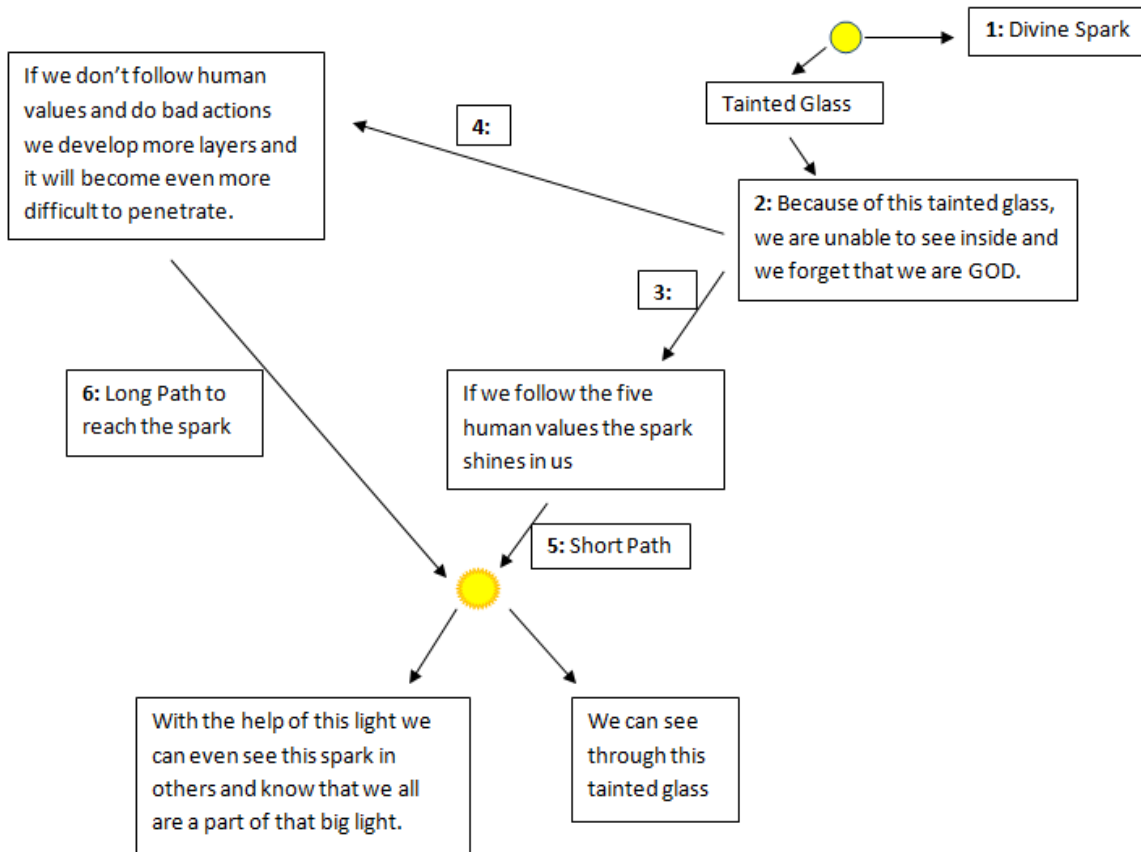 1: Divine Spark
Tainted Glass
2: Because of this tainted glass,
we are unable to see inside and
we forget that we are GOD.
3:
If we follow the five
human values the spark
shines in us
4:
If we don’t follow human
values and do bad actions
we develop more layers and
it will become even more
difficult to penetrate.
5: Short Path
6: Long Path to
reach the spark
With the help of this light we
can even see this spark in
others and know that we all
are a part of that big light.
We can see
through this
tainted glass